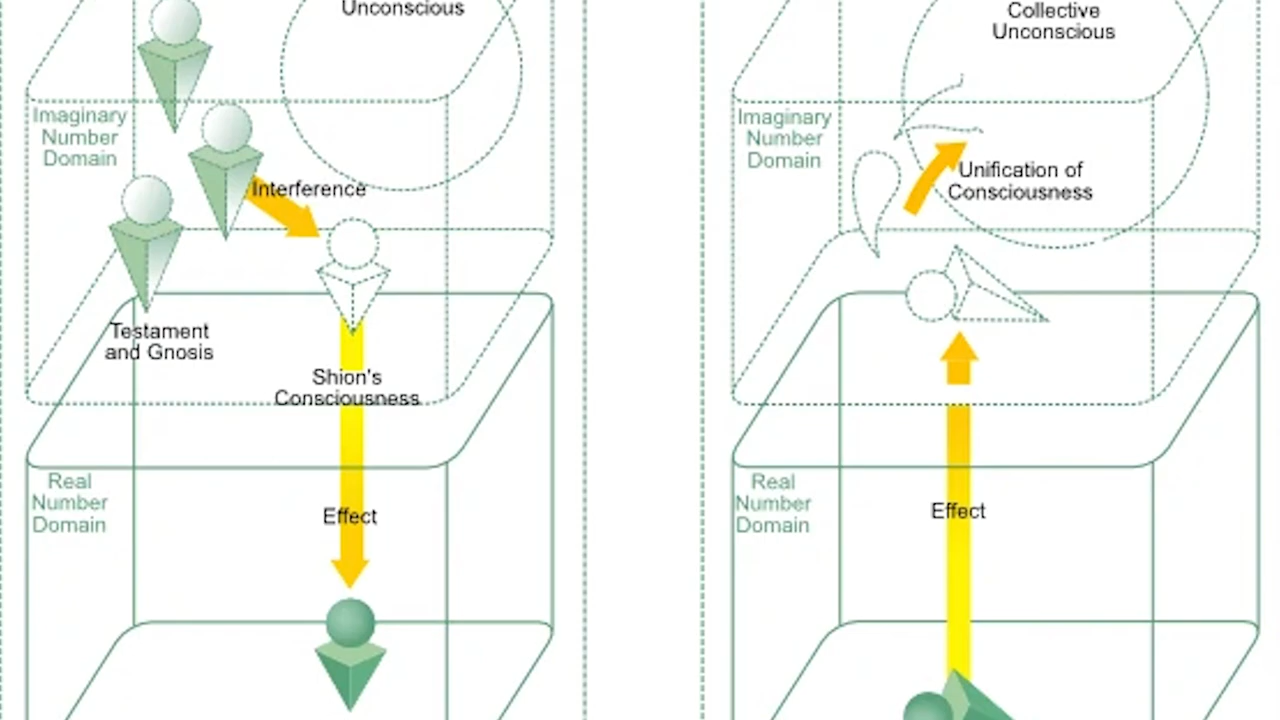 Unconscious
Imaginary
Number
Domain
Interference
Testament
and Gnosis
Shion's
Consciousness
Real
Number
Domain
Effect
Collective
Unconscious
Imaginary
Number
Domain
Unification of
Consciousness
Real
Number
Domain
Effect